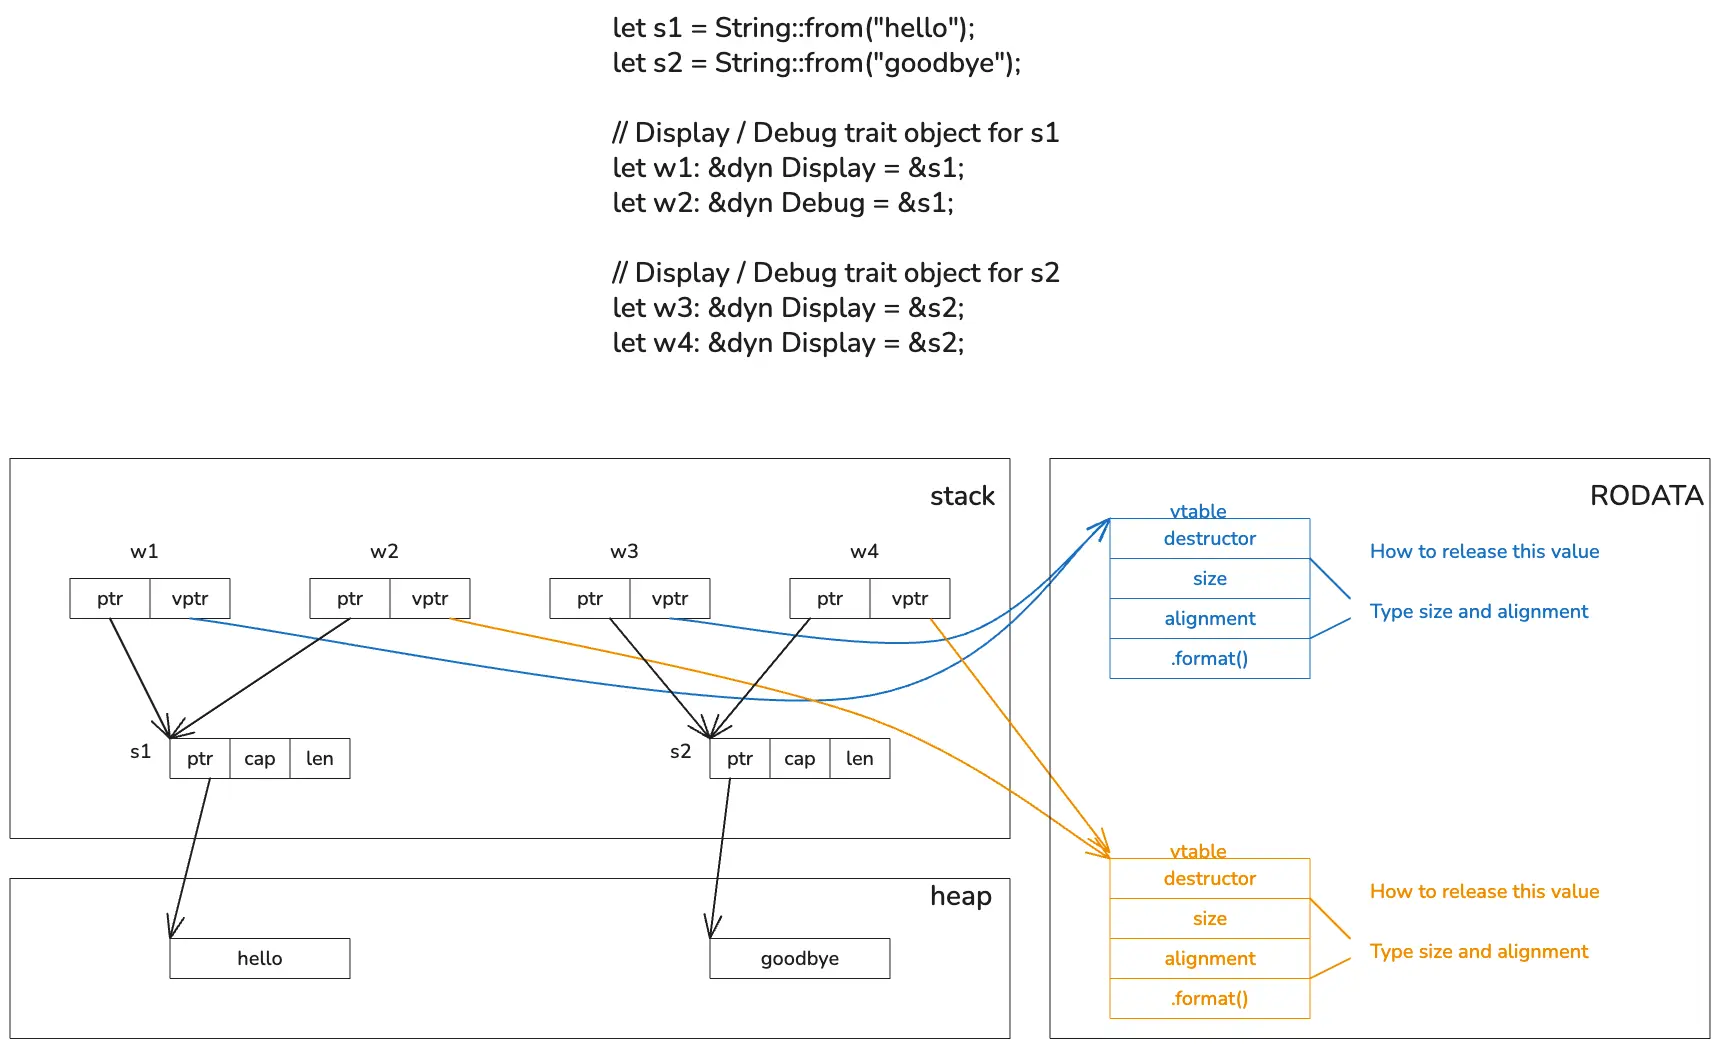 let s1 = String::from("hello");
let s2 = String::from("goodbye");
// Display / Debug trait object for s1
let w1: &dyn Display = &s1;
let w2: &dyn Debug = &s1;
// Display / Debug trait object for s2
let w3: &dyn Display = &s2;
let w4: &dyn Display = &s2;
stack
w1
w2
w3
w4
ptr vptr
ptr vptr
ptr vptr
ptr vptr
s1
ptr cap len
s2
ptr cap len
heap
hello
goodbye
RODATA
vtable
destructor
size
alignment
.format()
How to release this value
Type size and alignment
vtable
destructor
size
alignment
.format()
How to release this value
Type size and alignment